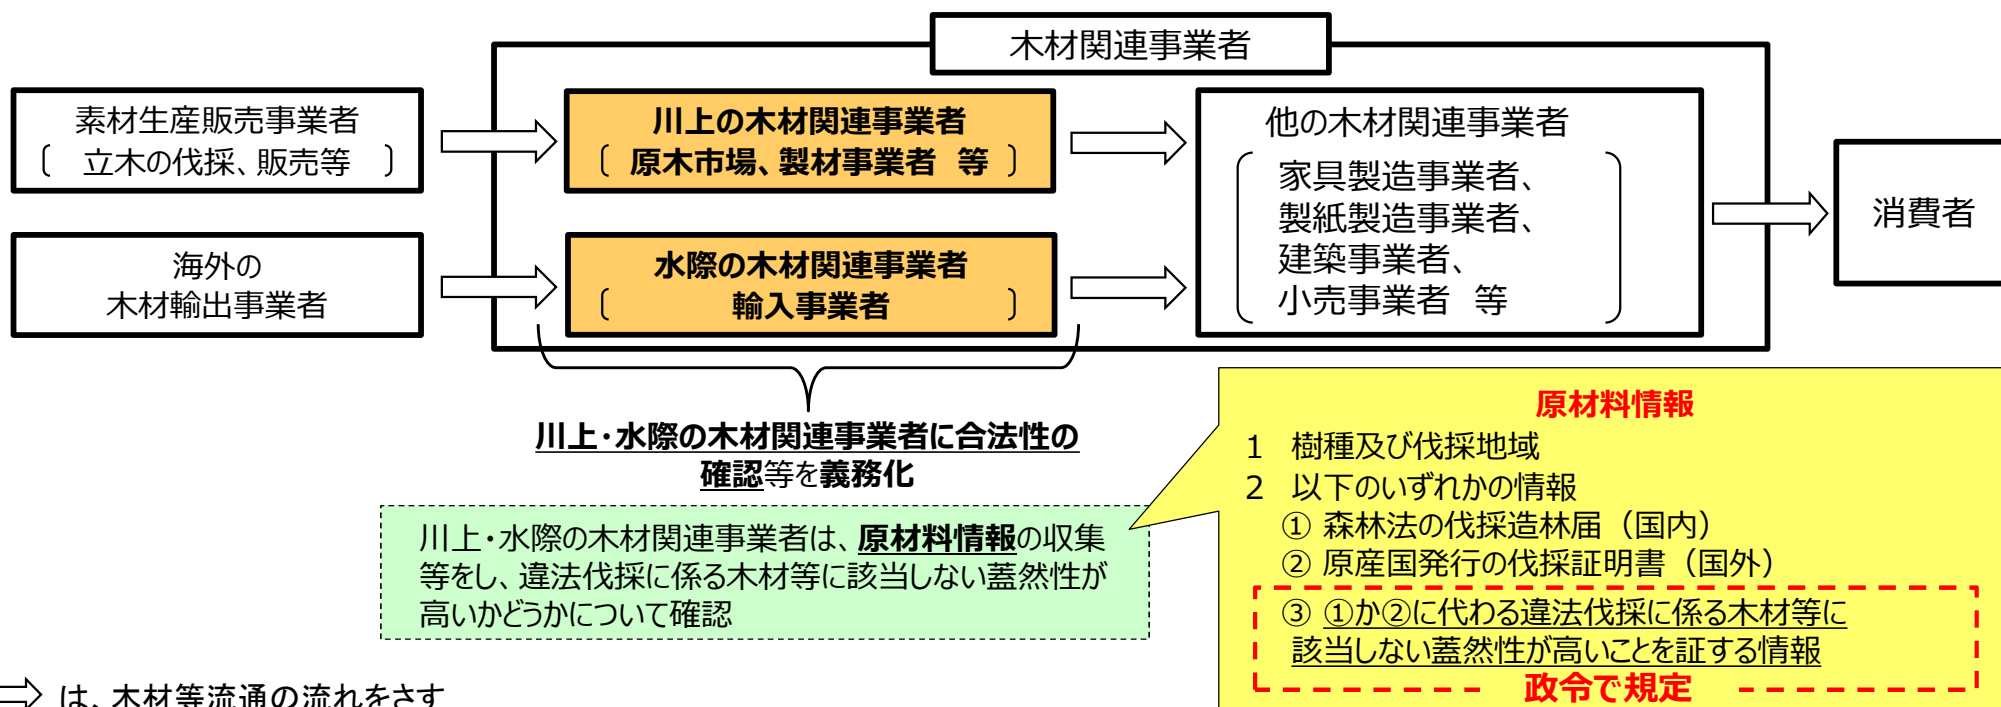 木材関連事業者
素材生産販売事業者
〔 立木の伐採、販売等 〕
川上の木材関連事業者
〔 原木市場、製材事業者 等 〕
他の木材関連事業者
家具製造事業者、
製紙製造事業者、
建築事業者、
小売事業者 等
消費者
海外の
木材輸出事業者
水際の木材関連事業者
〔 輸入事業者 〕
川上・水際の木材関連事業者に合法性の
確認等を義務化
川上・水際の木材関連事業者は、原材料情報の収集
等をし、違法伐採に係る木材等に該当しない蓋然性が
高いかどうかについて確認
原材料情報
1 樹種及び伐採地域
2 以下のいずれかの情報
① 森林法の伐採造林届(国内)
② 原産国発行の伐採証明書(国外)
③ ①か②に代わる違法伐採に係る木材等に
該当しない蓋然性が高いことを証する情報
政令で規定
は、木材等流通の流れをさす